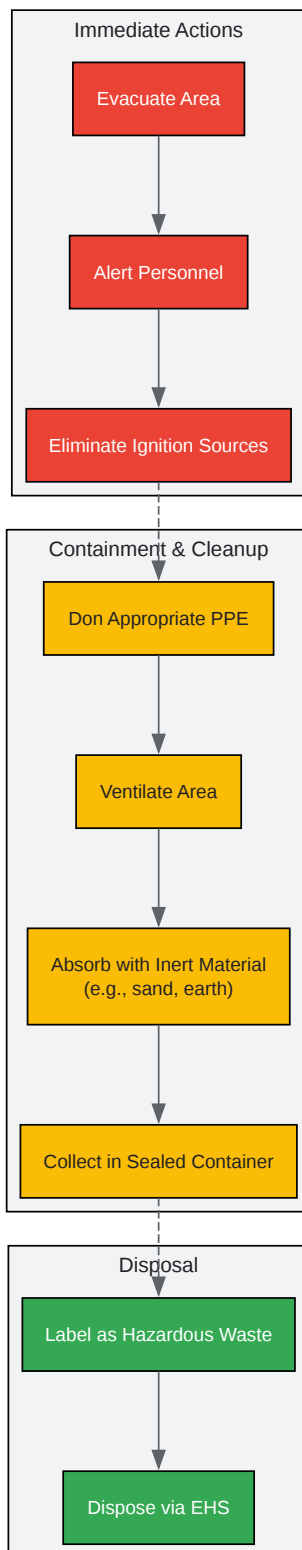 Immediate Actions
Evacuate Area
Alert Personnel
Eliminate Ignition Sources
Containment & Cleanup
Don Appropriate PPE
Ventilate Area
Absorb with Inert Material
(e.g., sand, earth)
Collect in Sealed Container
Disposal
Label as Hazardous Waste
Dispose via EHS